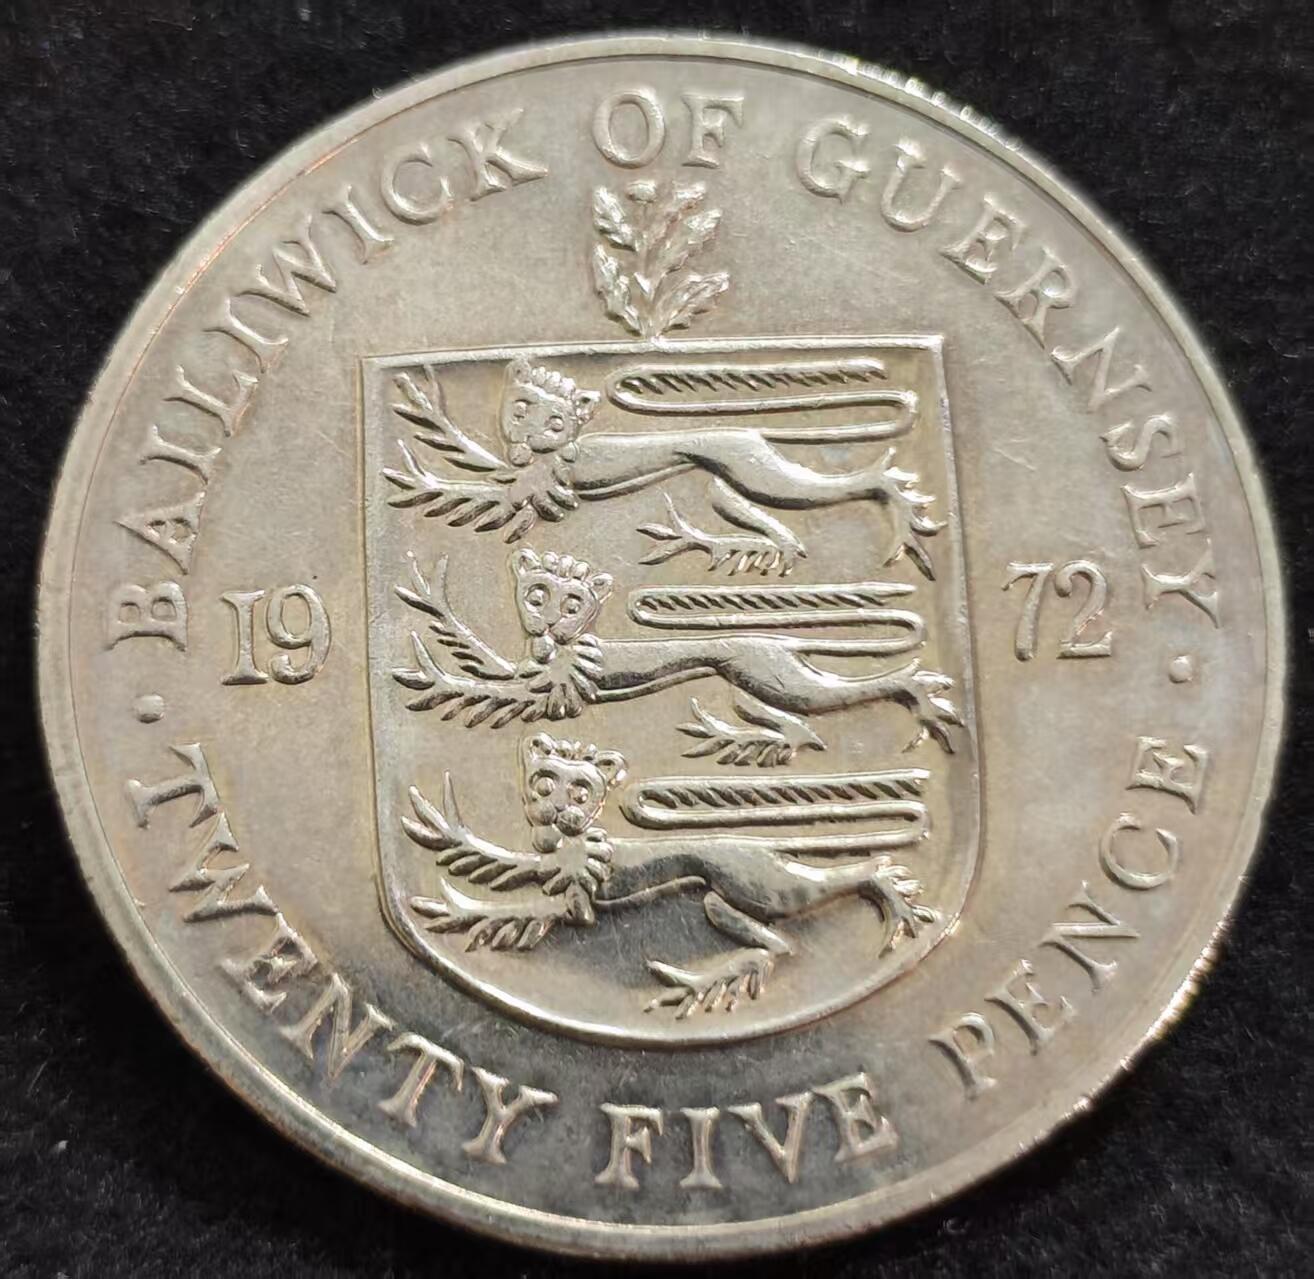 BAILIWICK OF GUERNSEY
19 72
· TWENTY FIVE PENCE ·